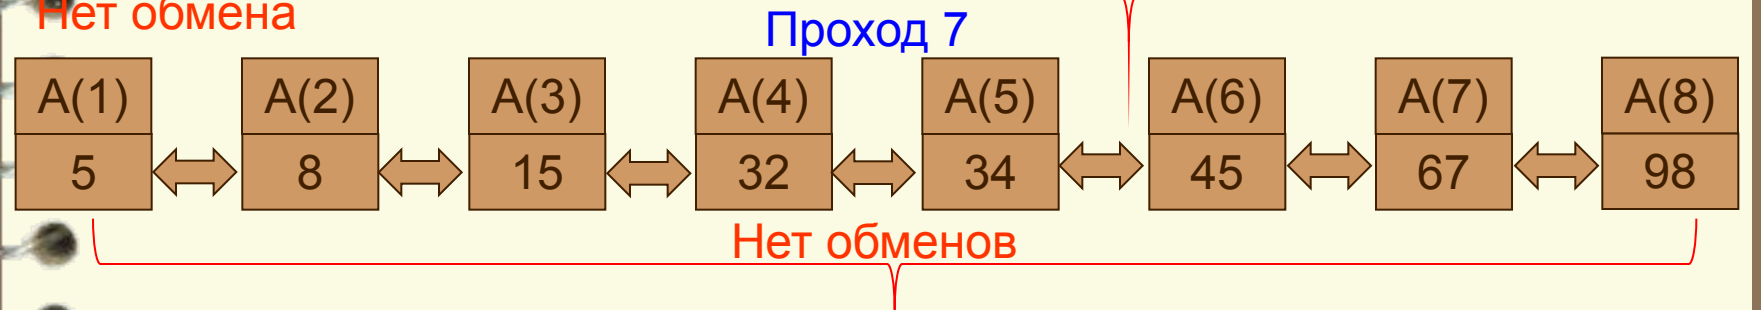 Нет обмена
Проход 7
А(1) А(2) А(3) А(4) А(5) А(6) А(7) А(8)
5 8 15 32 34 45 67 98
Нет обменов